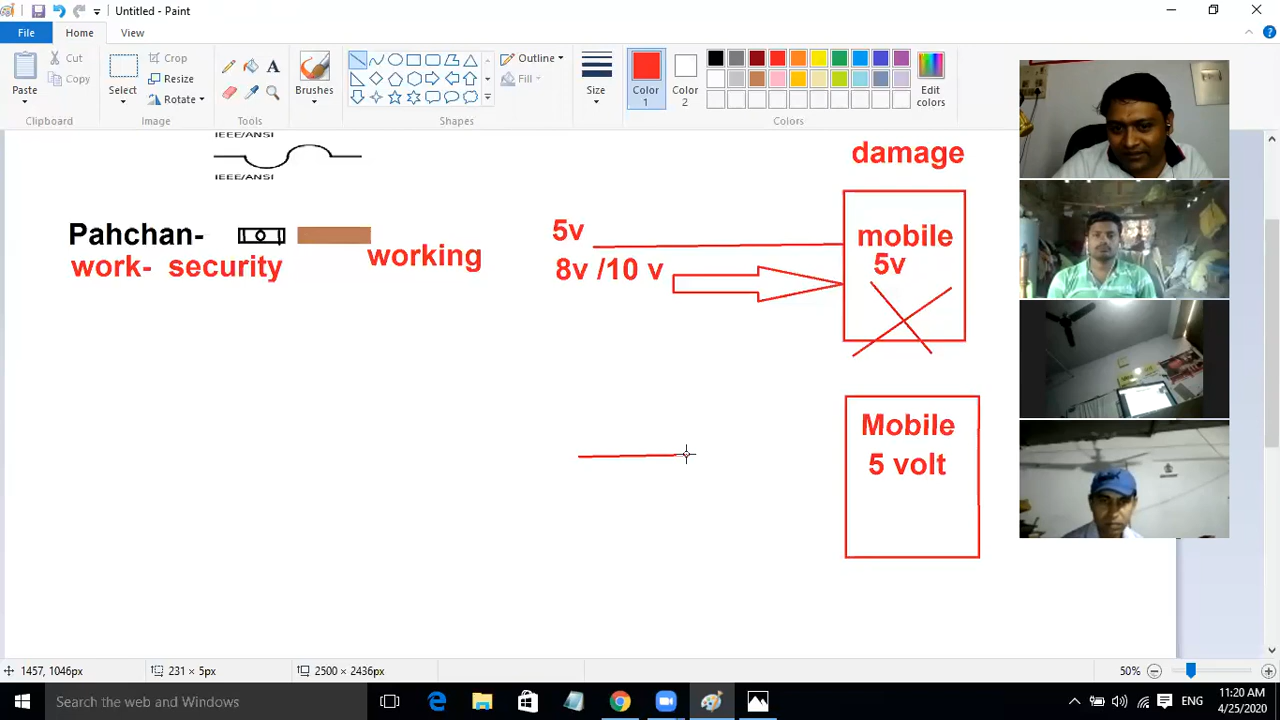 Untitled - Paint
File
Home
View
Paste
Cut
Copy
Clipboard
Select
Crop
Resize
Rotate
Image
A
Tools
Brushes
Outline
Fill
Shapes
Size
Color
1
Color
2
Edit
colors
Colors
IEEE/ANSI
IEEE/ANSI
damage
Pahchan-
work- security
working
5v
8v /10 v
mobile
5v
Mobile
5 volt
1457, 1046px
231 × 5px
2500 × 2436px
50%
Search the web and Windows
ENG
11:20 AM
4/25/2020